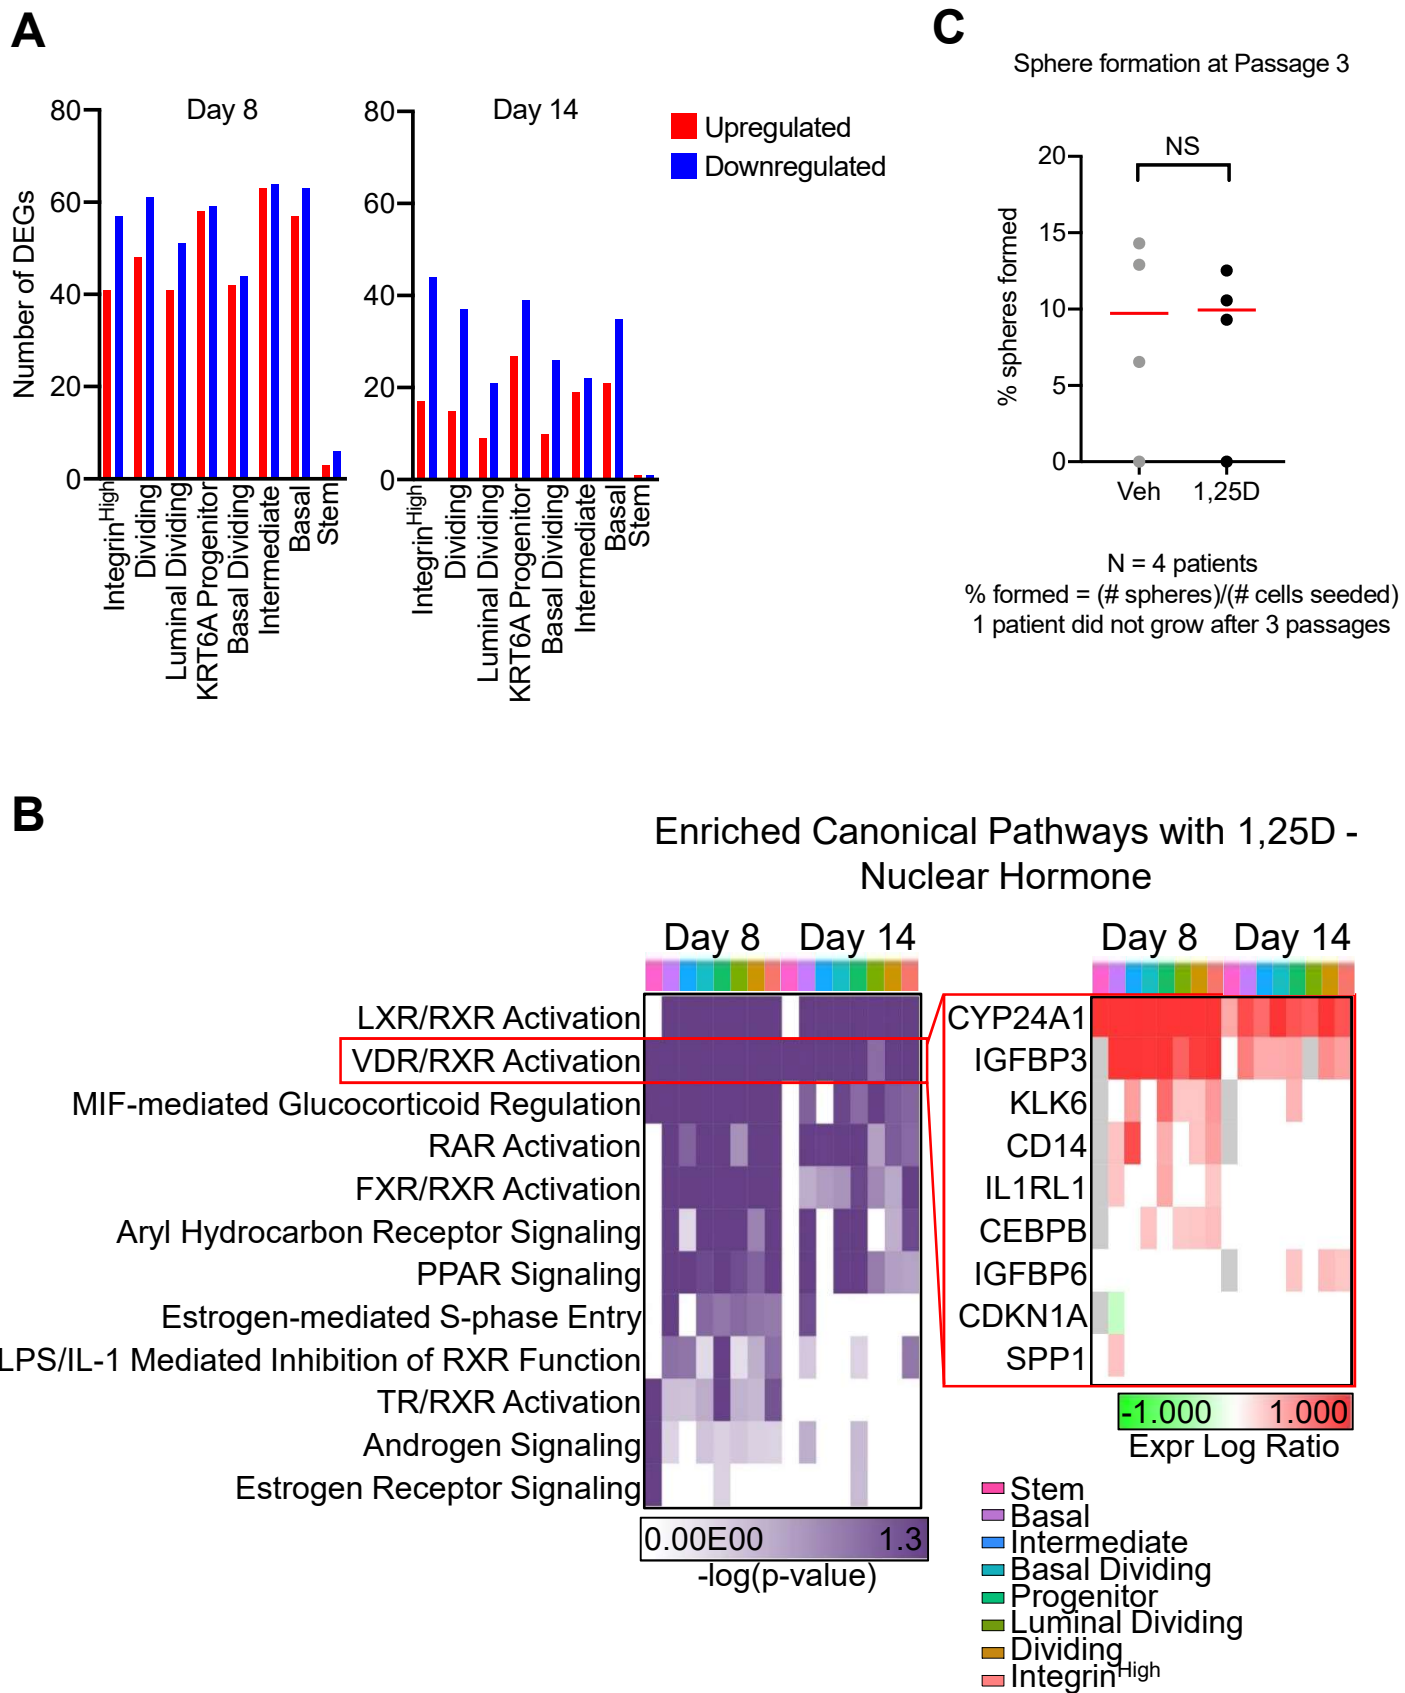 A
Day 8
Day 14
Upregulated
Downregulated
Number of DEGs
80
60
40
20
0
80
60
40
20
0
IntegrinHigh
Dividing
Luminal Dividing
KRT6A Progenitor
Basal Dividing
Intermediate
Basal
Stem
IntegrinHigh
Dividing
Luminal Dividing
KRT6A Progenitor
Basal Dividing
Intermediate
Basal
Stem
C
Sphere formation at Passage 3
NS
% spheres formed
20
15
10
5
0
Veh
1,25D
N = 4 patients
% formed = (# spheres)/(# cells seeded)
1 patient did not grow after 3 passages
B
Enriched Canonical Pathways with 1,25D -
Nuclear Hormone
Day 8
Day 14
LXR/RXR Activation
VDR/RXR Activation
MIF-mediated Glucocorticoid Regulation
RAR Activation
FXR/RXR Activation
Aryl Hydrocarbon Receptor Signaling
PPAR Signaling
Estrogen-mediated S-phase Entry
LPS/IL-1 Mediated Inhibition of RXR Function
TR/RXR Activation
Androgen Signaling
Estrogen Receptor Signaling
0.00E00
1.3
-log(p-value)
Day 8
Day 14
CYP24A1
IGFBP3
KLK6
CD14
IL1RL1
CEBPB
IGFBP6
CDKN1A
SPP1
-1.000
1.000
Expr Log Ratio
Stem
Basal
Intermediate
Basal Dividing
Progenitor
Luminal Dividing
Dividing
IntegrinHigh